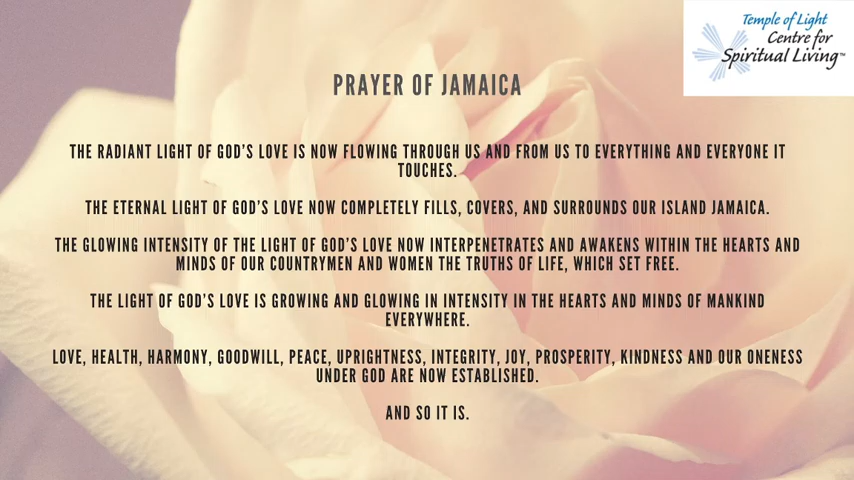 Temple of Light
Centre for
Spiritual Living™
PRAYER OF JAMAICA
THE RADIANT LIGHT OF GOD'S LOVE IS NOW FLOWING THROUGH US AND FROM US TO EVERYTHING AND EVERYONE IT
TOUCHES.
THE ETERNAL LIGHT OF GOD'S LOVE NOW COMPLETELY FILLS, COVERS, AND SURROUNDS OUR ISLAND JAMAICA.
THE GLOWING INTENSITY OF THE LIGHT OF GOD'S LOVE NOW INTERPENETRATES AND AWAKENS WITHIN THE HEARTS AND
MINDS OF OUR COUNTRYMEN AND WOMEN THE TRUTHS OF LIFE, WHICH SET FREE.
THE LIGHT OF GOD'S LOVE IS GROWING AND GLOWING IN INTENSITY IN THE HEARTS AND MINDS OF MANKIND
EVERYWHERE.
LOVE, HEALTH, HARMONY, GOODWILL, PEACE, UPRIGHTNESS, INTEGRITY, JOY, PROSPERITY, KINDNESS AND OUR ONENESS
UNDER GOD ARE NOW ESTABLISHED.
AND SO IT IS.